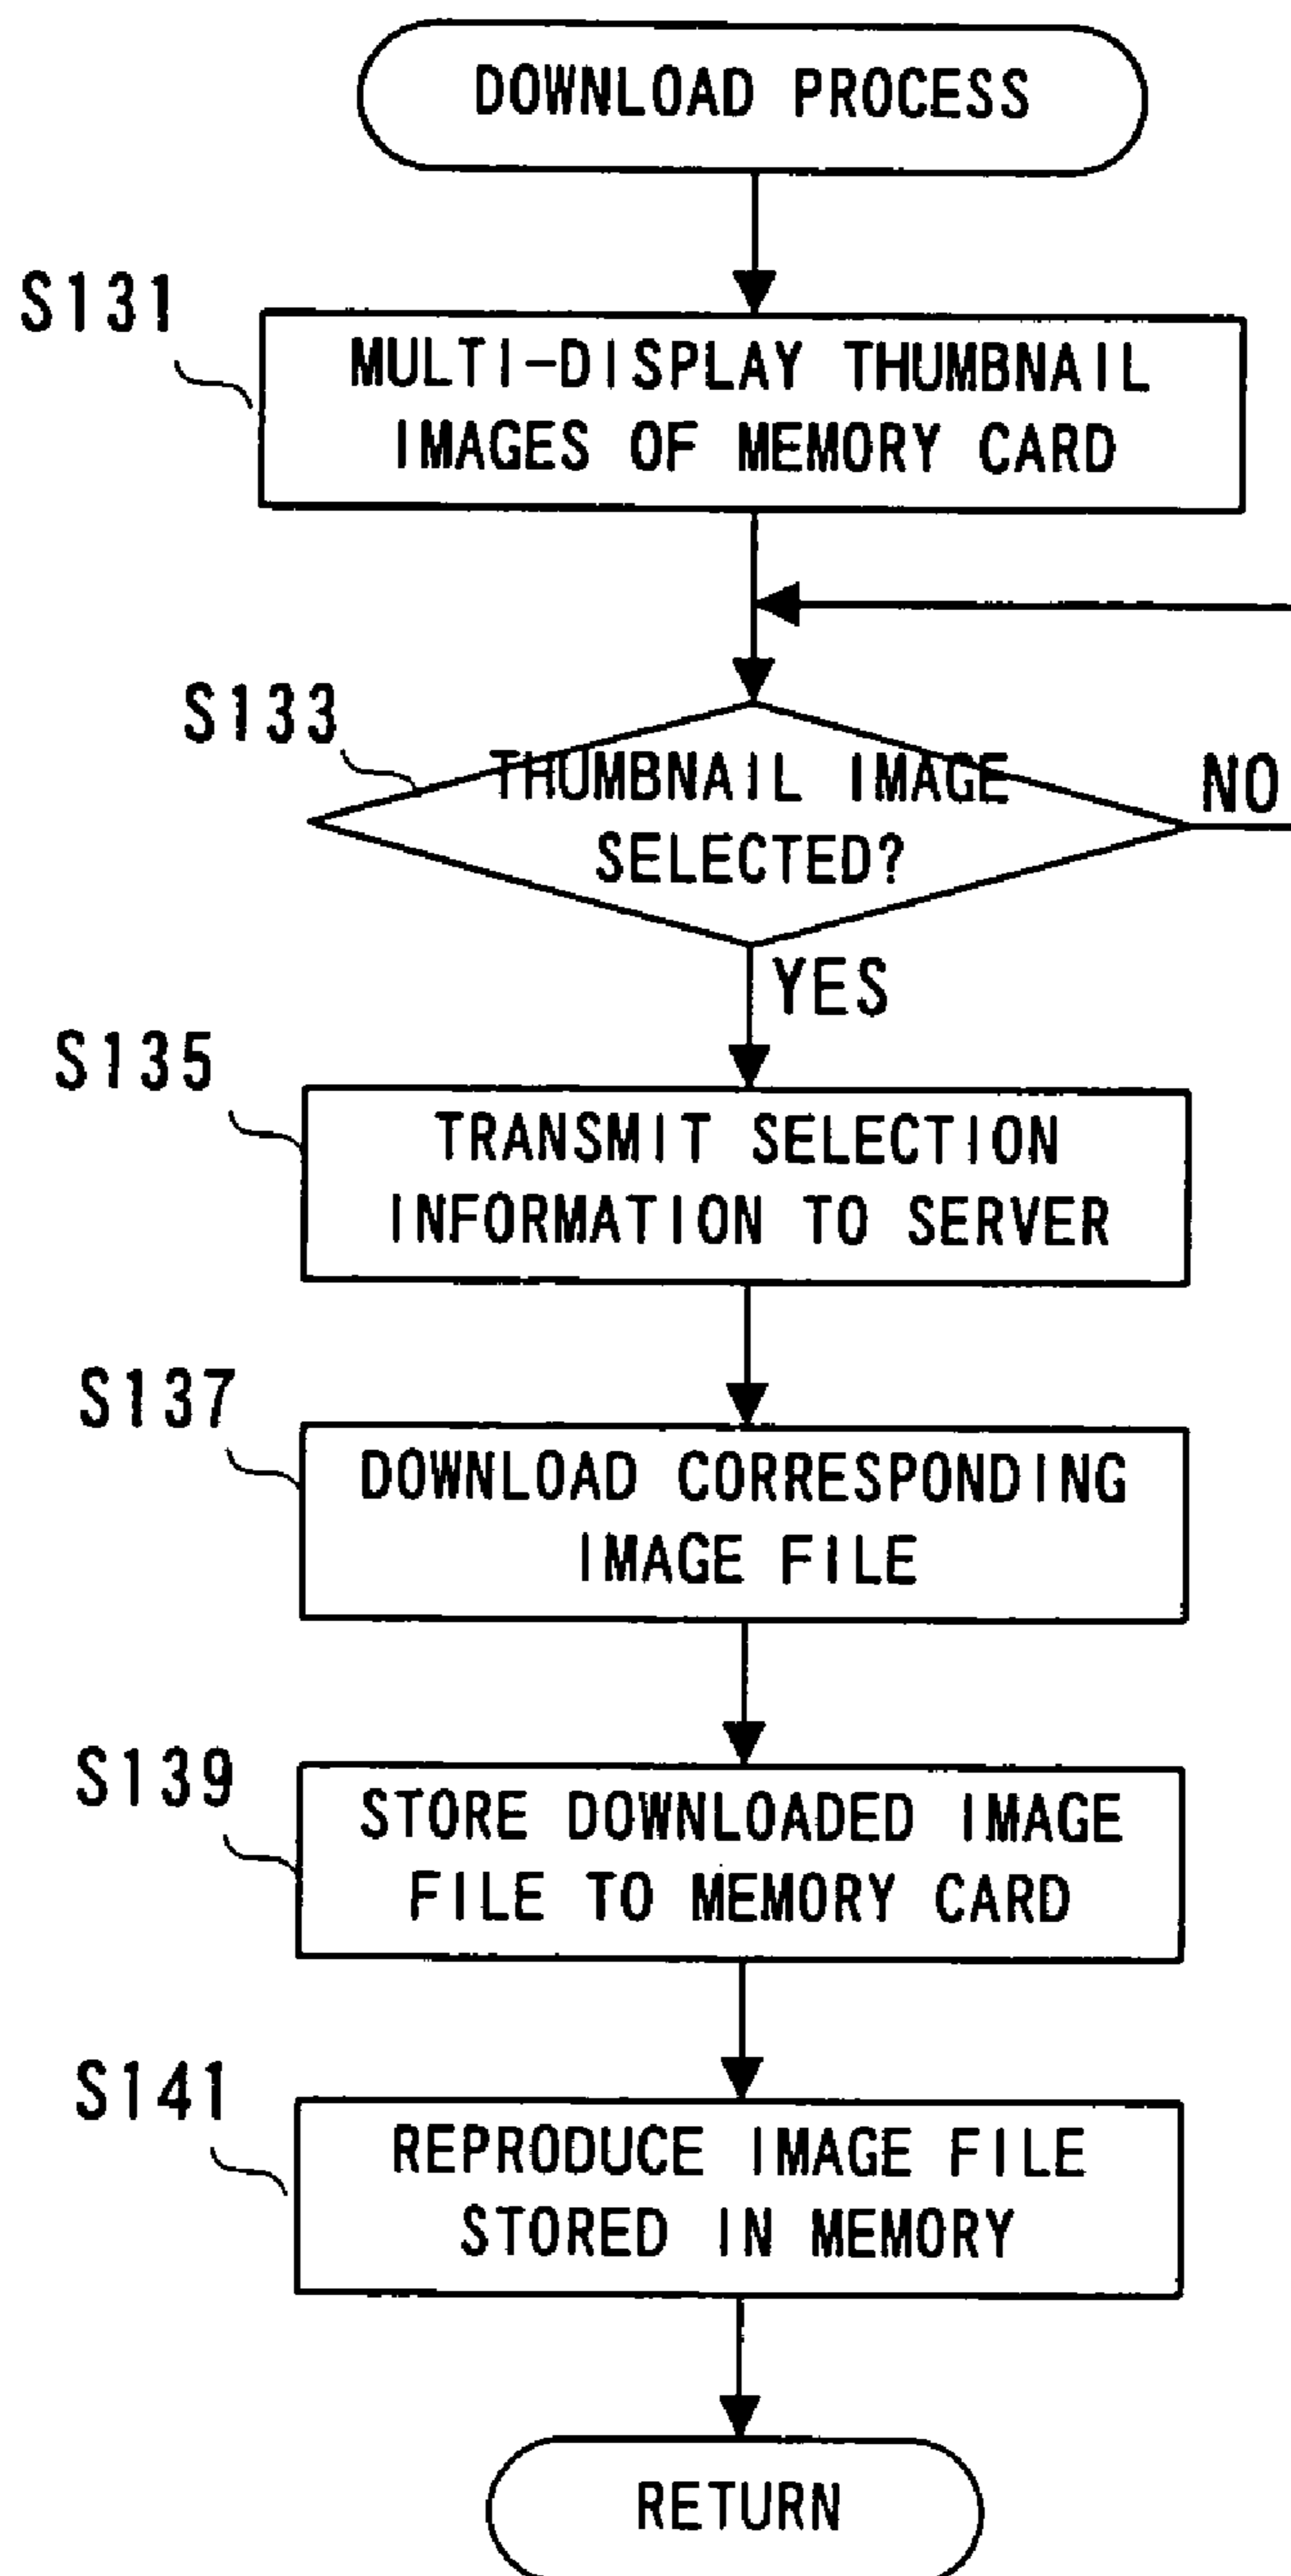 DOWNLOAD PROCESS
S131
MULTI-DISPLAY THUMBNAIL
IMAGES OF MEMORY CARD
S133
THUMBNAIL IMAGE
SELECTED?
NO
YES
S135
TRANSMIT SELECTION
INFORMATION TO SERVER
S137
DOWNLOAD CORRESPONDING
IMAGE FILE
S139
STORE DOWNLOADED IMAGE
FILE TO MEMORY CARD
S141
REPRODUCE IMAGE FILE
STORED IN MEMORY
RETURN